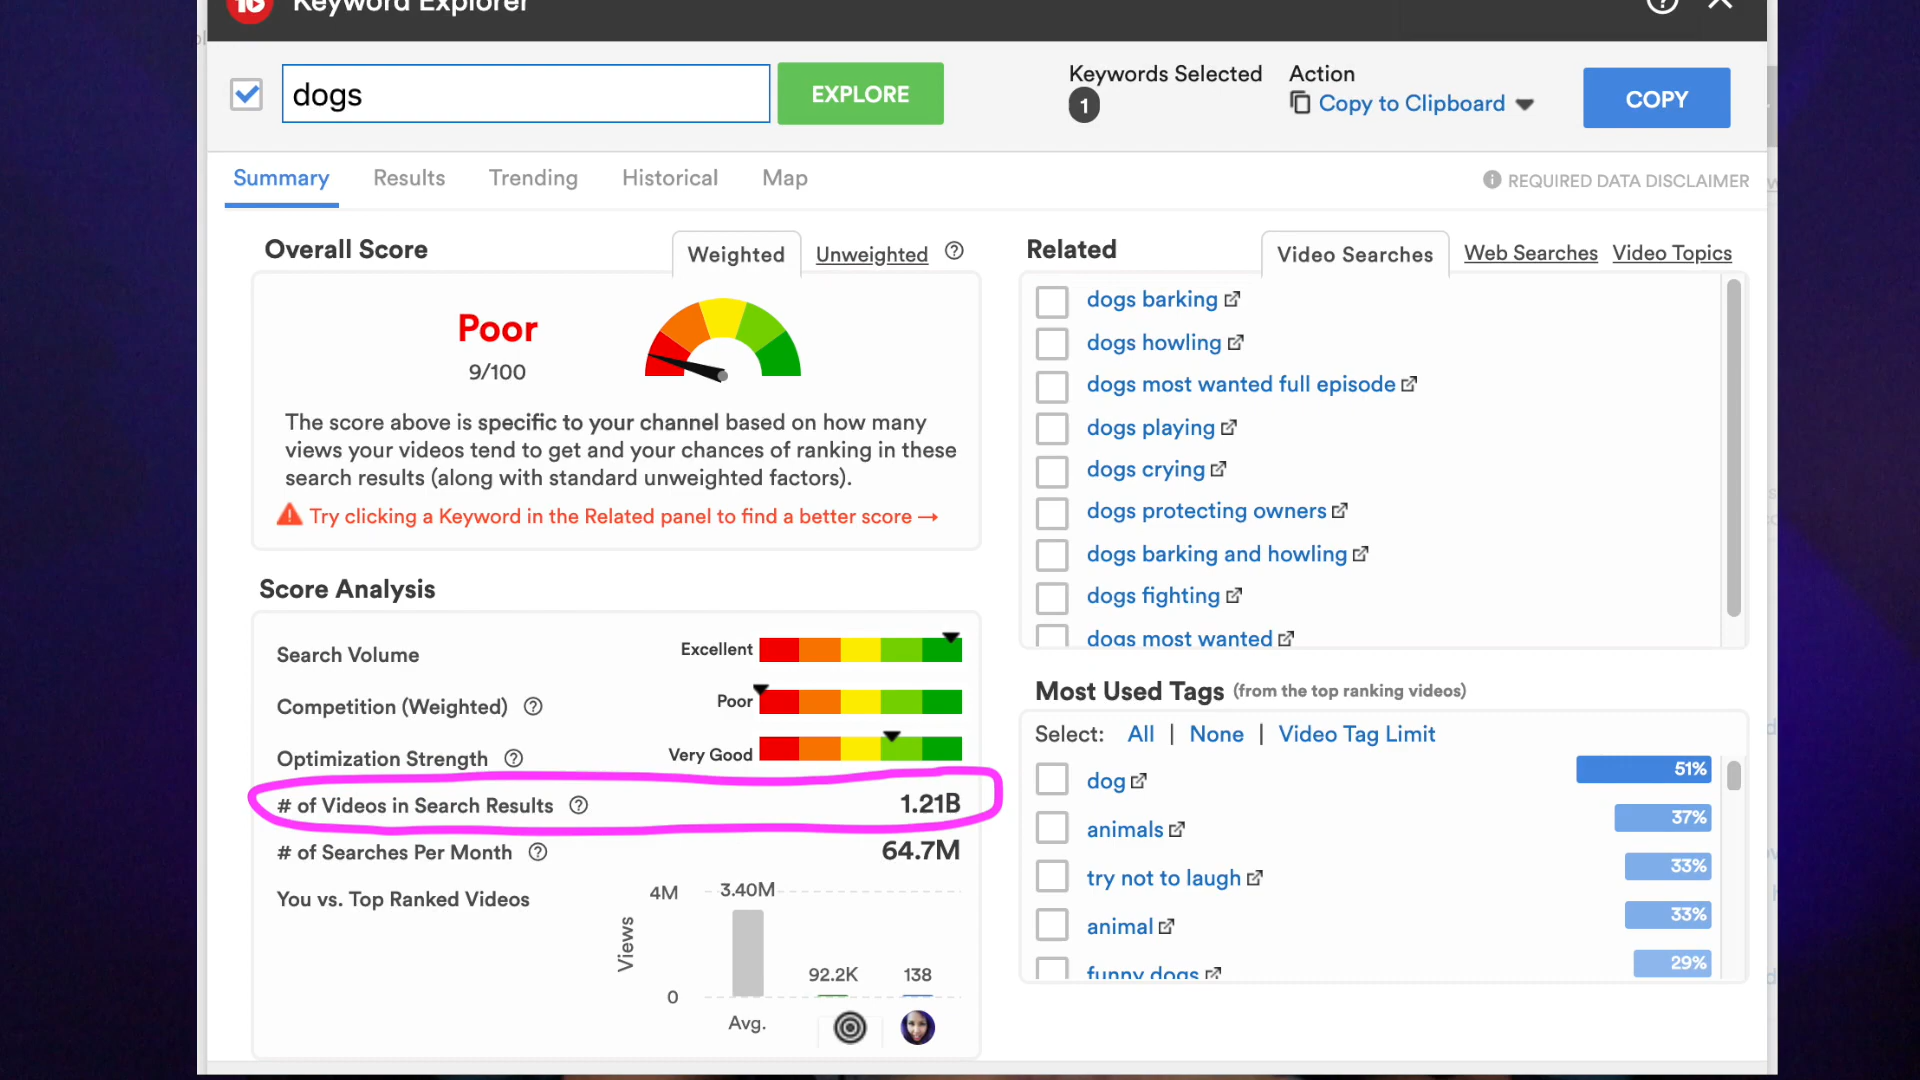 Keyword Explorer
dogs
EXPLORE
Keywords Selected
1
Action
Copy to Clipboard
COPY
Summary
Results
Trending
Historical
Map
REQUIRED DATA DISCLAIMER
Overall Score
Weighted
Unweighted
Poor
9/100
The score above is specific to your channel based on how many
views your videos tend to get and your chances of ranking in these
search results (along with standard unweighted factors).
Try clicking a Keyword in the Related panel to find a better score →
Score Analysis
Search Volume
Excellent
Competition (Weighted)
Poor
Optimization Strength
Very Good
# of Videos in Search Results
1.21B
# of Searches Per Month
64.7M
You vs. Top Ranked Videos
Views
4M
0
3.40M
92.2K
138
Avg.
Related
Video Searches
Web Searches
Video Topics
dogs barking
dogs howling
dogs most wanted full episode
dogs playing
dogs crying
dogs protecting owners
dogs barking and howling
dogs fighting
dogs most wanted
Most Used Tags (from the top ranking videos)
Select: All | None | Video Tag Limit
dog
51%
animals
37%
try not to laugh
33%
animal
33%
funny dogs
29%